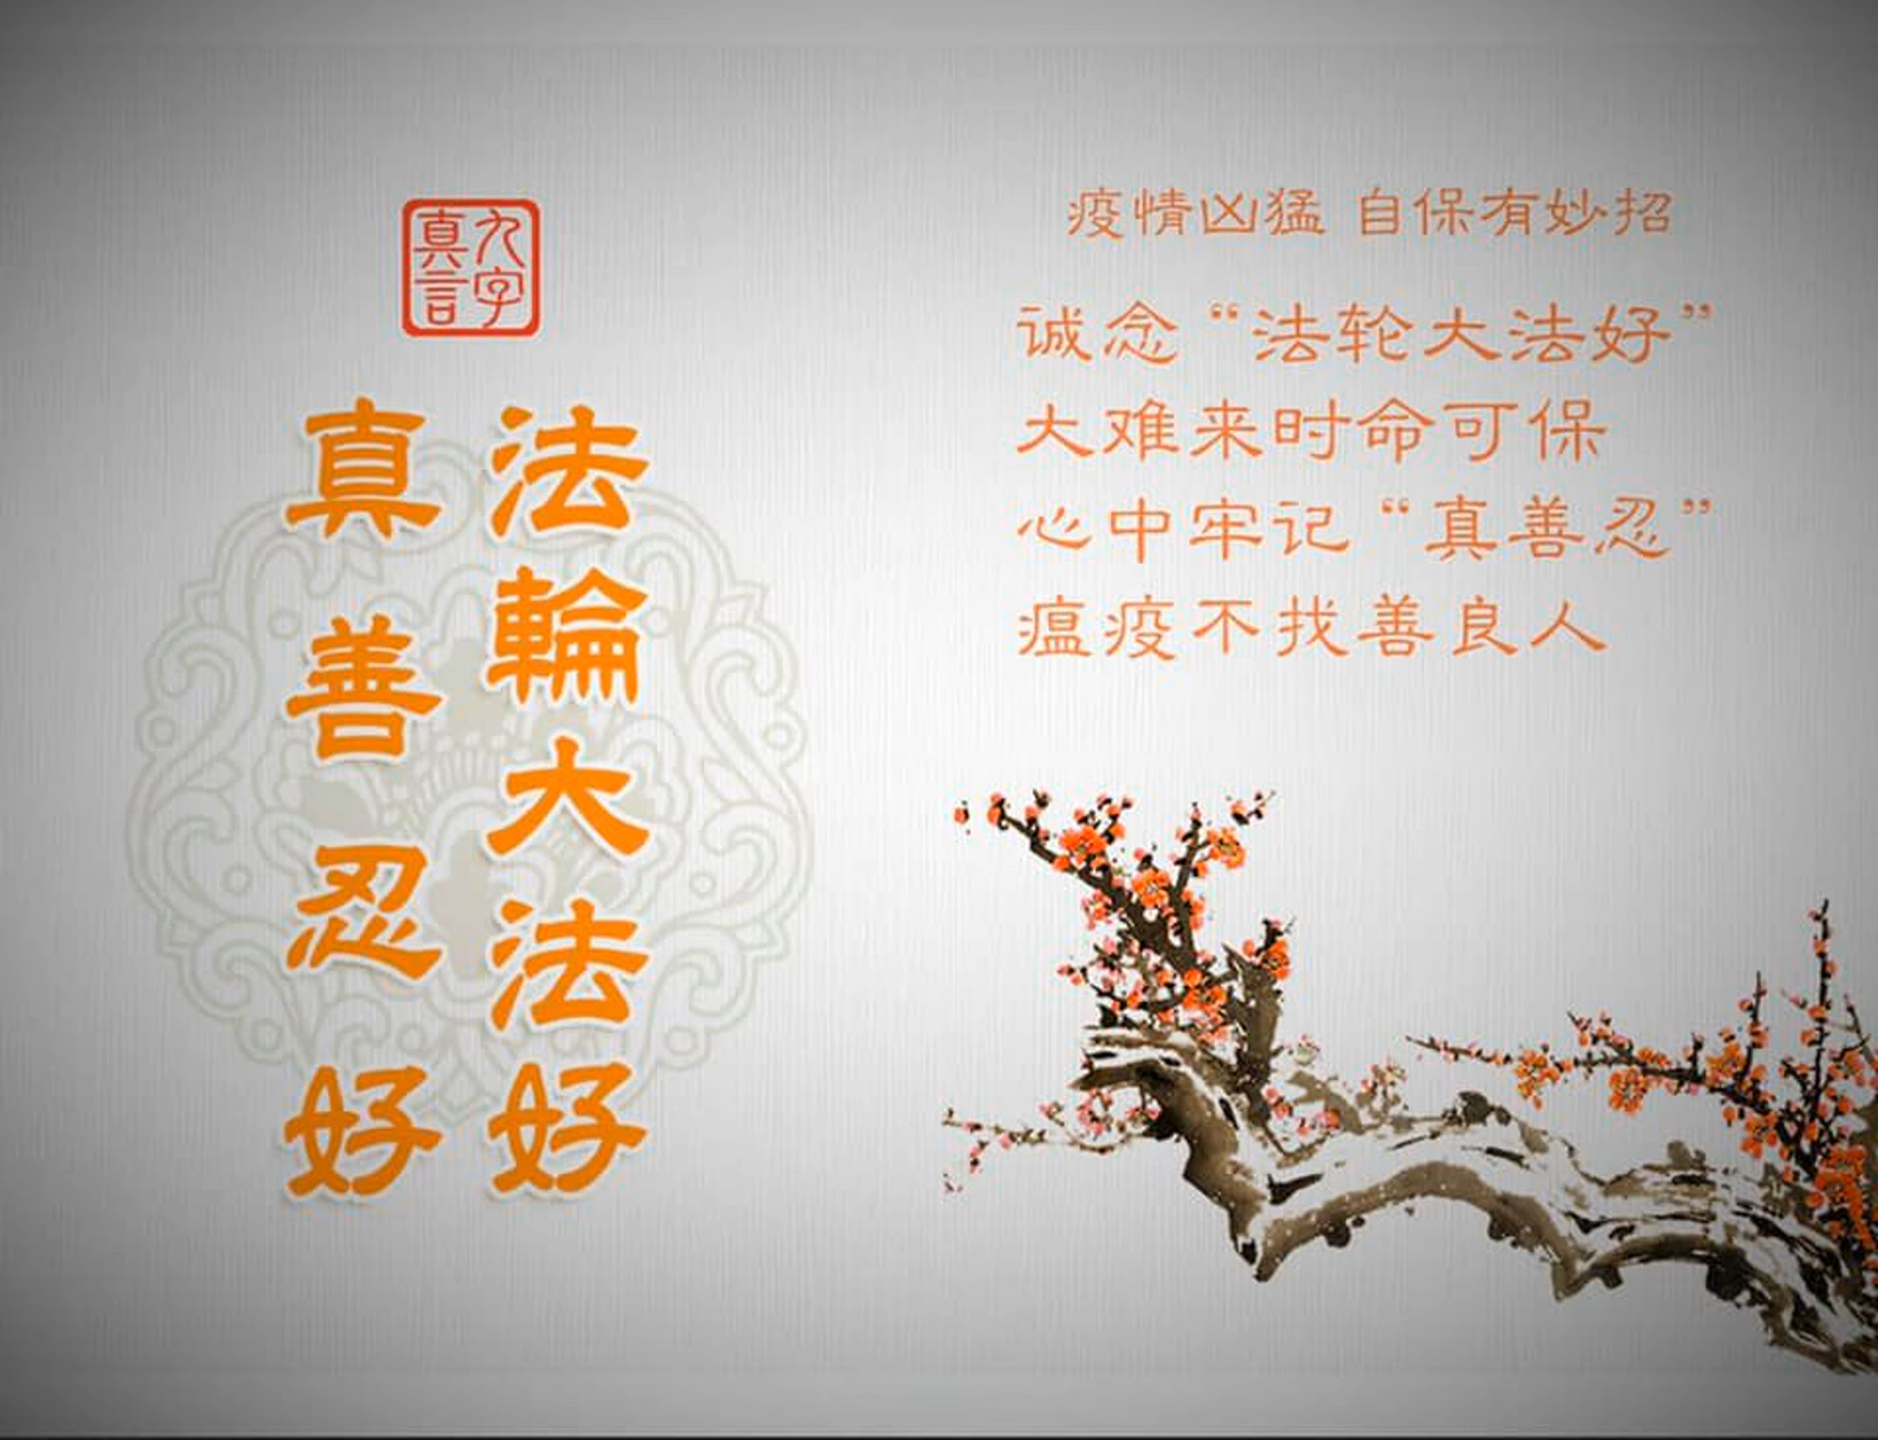 九字
真言
法輪大法好
真善忍好
疫情凶猛 自保有妙招
诚念“法轮大法好”
大难来时命可保
心中牢记“真善忍”
瘟疫不找善良人